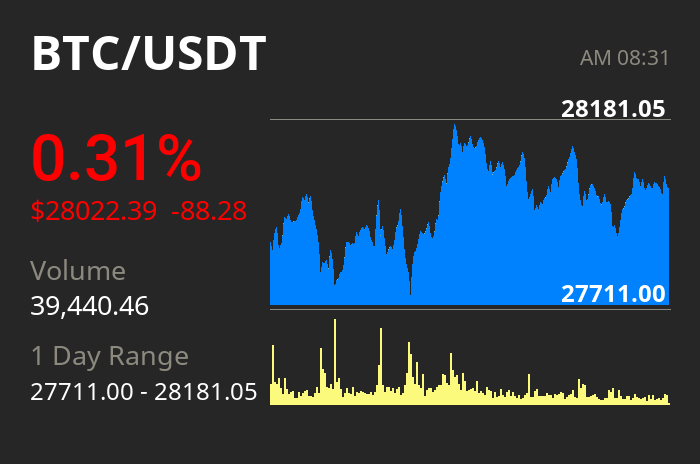 BTC/USDT
AM 08:31
28181.05
0.31%
$28022.39 -88.28
Volume
39,440.46
27711.00
1 Day Range
27711.00 - 28181.05